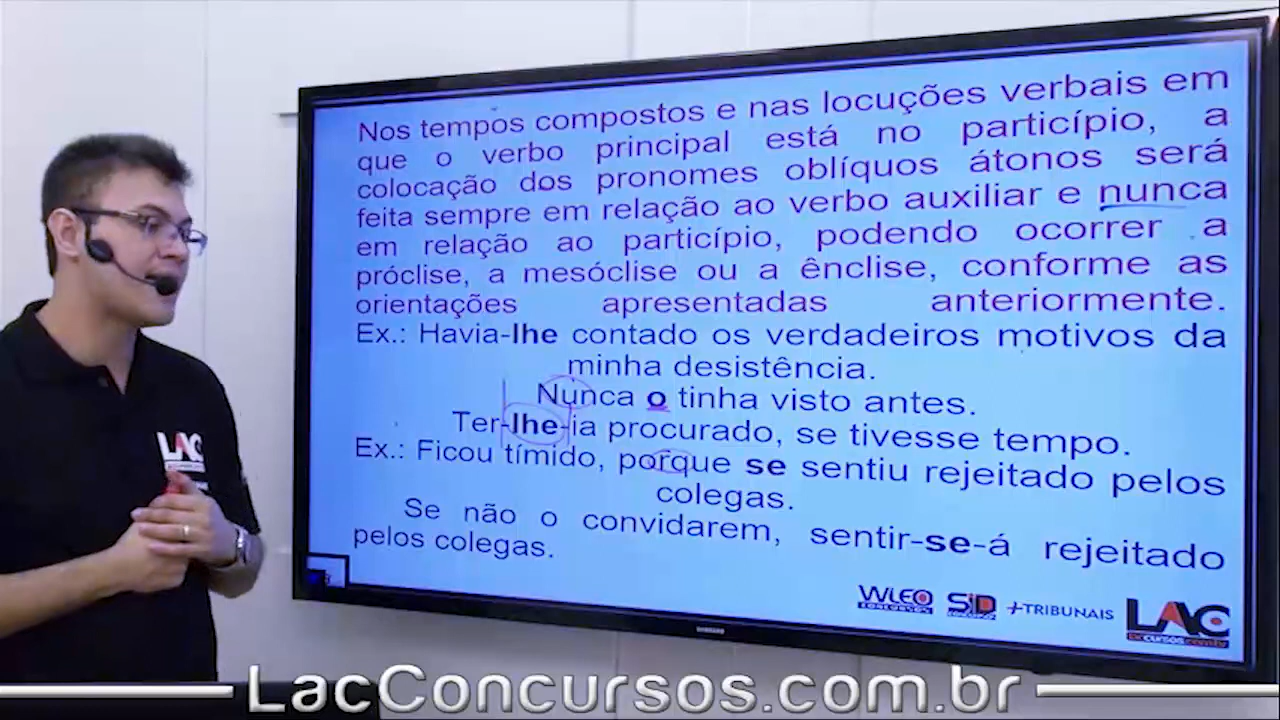 Nos tempos compostos e nas locuções verbais em
que o verbo principal está no particípio, a
colocação dos pronomes oblíquos átonos será
feita sempre em relação ao verbo auxiliar e nunca
em relação ao particípio, podendo ocorrer a
próclise, a mesóclise ou a ênclise, conforme as
orientações apresentadas anteriormente.
Ex.: Havia-lhe contado os verdadeiros motivos da
minha desistência.
Nunca o tinha visto antes.
Ter-lhe-ia procurado, se tivesse tempo.
Ex.: Ficou tímido, porque se sentiu rejeitado pelos
colegas.
Se não o convidarem, sentir-se-á rejeitado
pelos colegas.
WLEO
CONCURSOS
SID
+TRIBUNAIS
LAC
LAC
LacConcursos.com.br